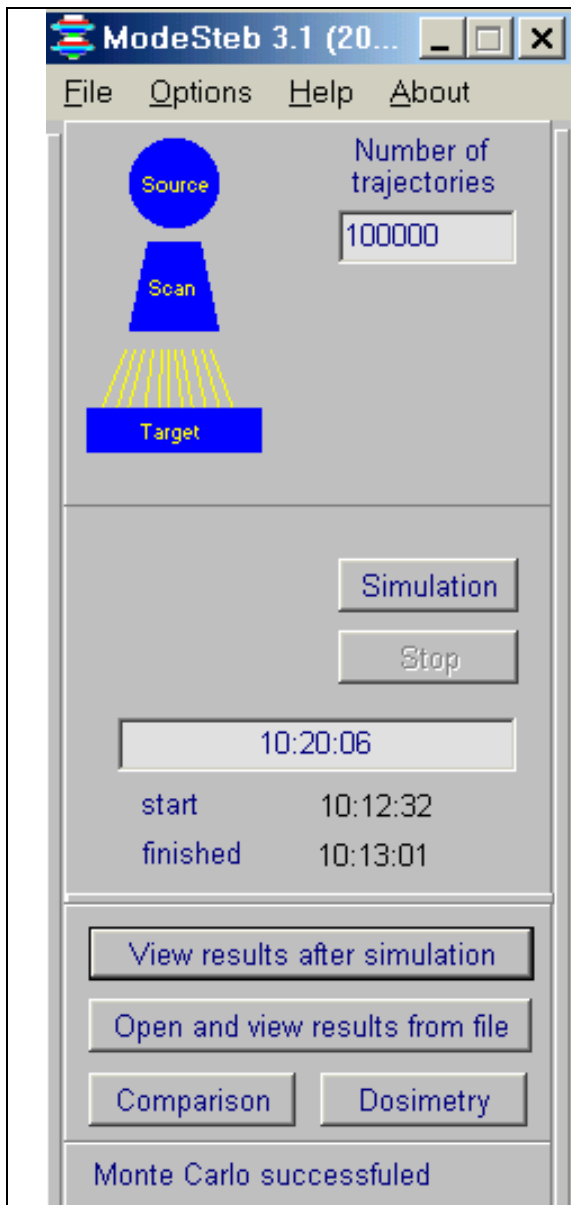 ModeSteb 3.1 (20...
File Options Help About
Source
Scan
Target
Number of
trajectories
100000
Simulation
Stop
10:20:06
start 10:12:32
finished 10:13:01
View results after simulation
Open and view results from file
Comparison Dosimetry
Monte Carlo successfuled